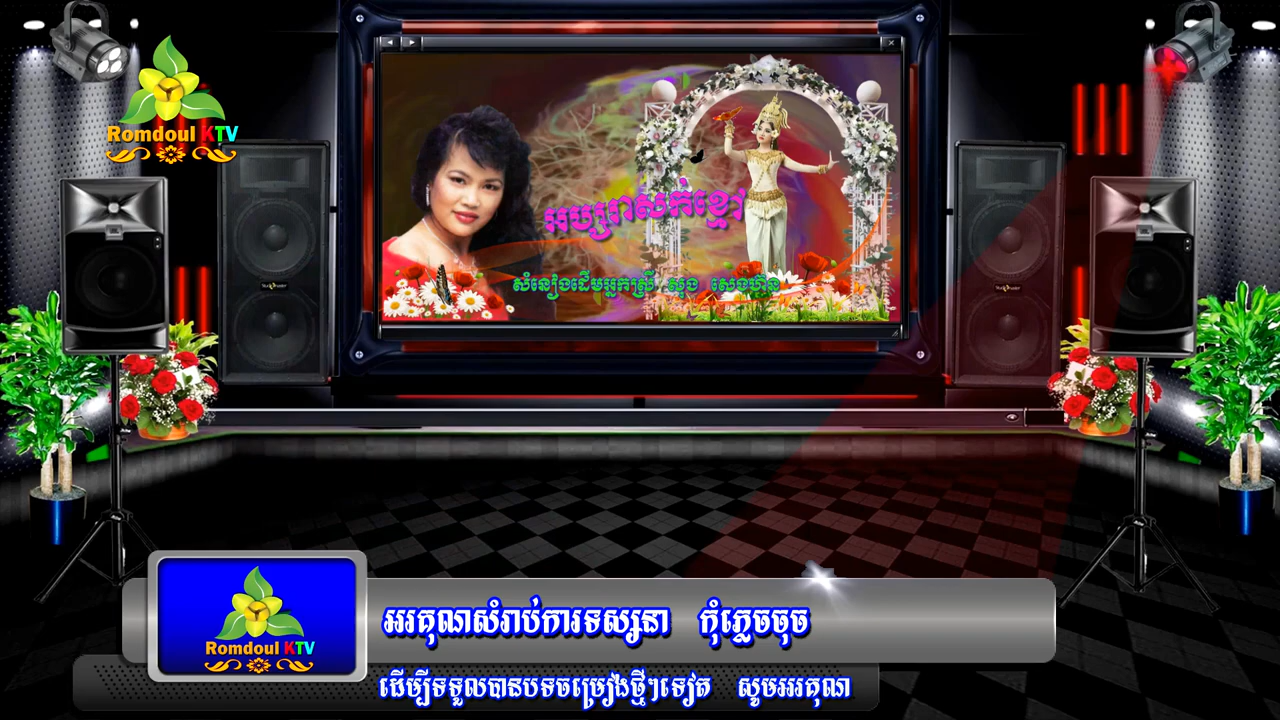 Romdoul KTV
អប្សរាសក់ខ្មៅ
សំនៀងដើមអ្នកស្រី សុង សេងហ៊ន
អរគុណសំរាប់ការទស្សនា កុំភ្លេចចុច
Romdoul KTV
ដើម្បីទទួលបានបទចម្រៀងថ្មីៗទៀត សូមអរគុណ